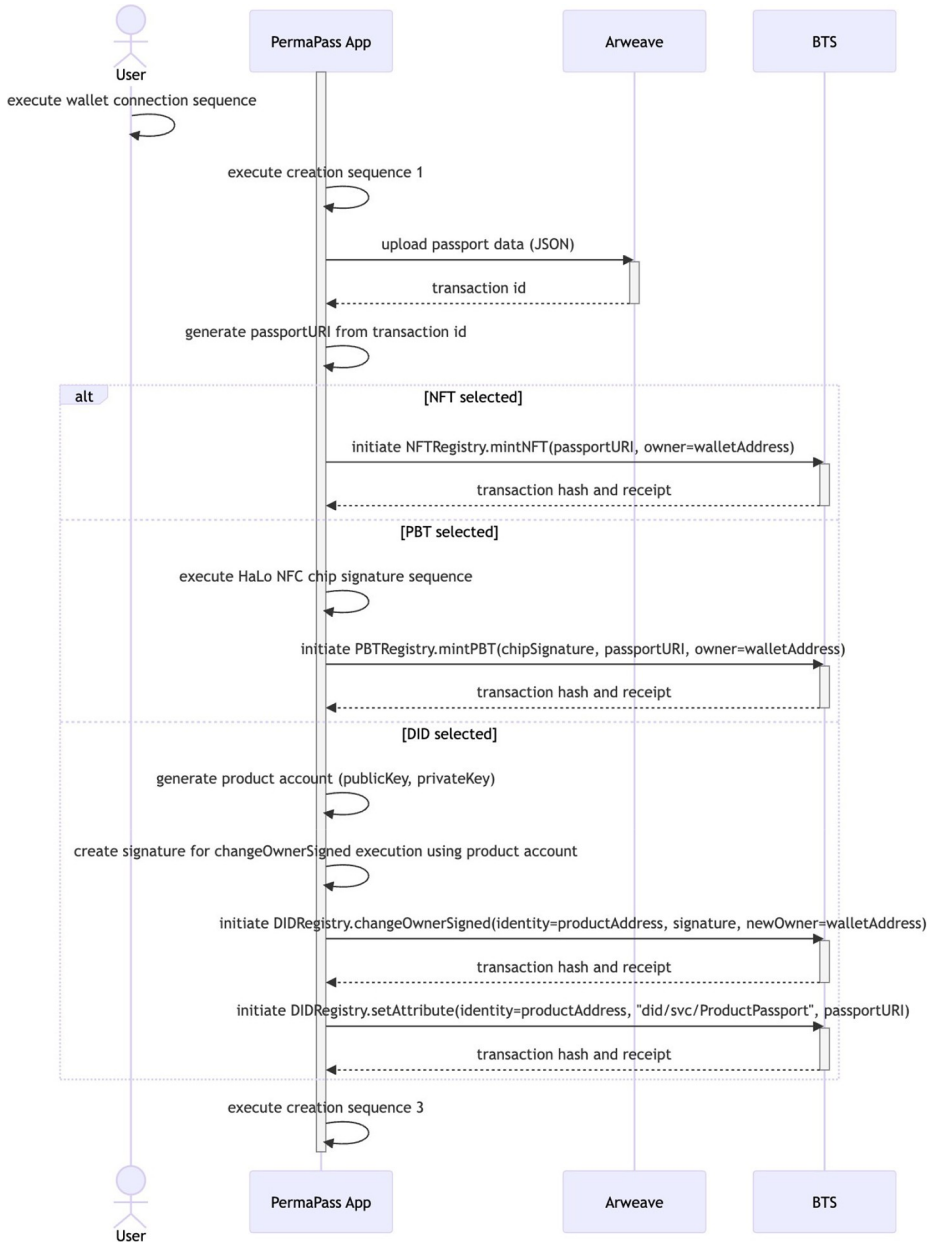 User
PermaPass App
Arweave
BTS
execute wallet connection sequence
execute creation sequence 1
upload passport data (JSON)
transaction id
generate passportURI from transaction id
alt
[NFT selected]
initiate NFTRegistry.mintNFT(passportURI, owner=walletAddress)
transaction hash and receipt
[PBT selected]
execute HaLo NFC chip signature sequence
initiate PBTRegistry.mintPBT(chipSignature, passportURI, owner=walletAddress)
transaction hash and receipt
[DID selected]
generate product account (publicKey, privateKey)
create signature for changeOwnerSigned execution using product account
initiate DIDRegistry.changeOwnerSigned(identity=productAddress, signature, newOwner=walletAddress)
transaction hash and receipt
initiate DIDRegistry.setAttribute(identity=productAddress, "did/svc/ProductPassport", passportURI)
transaction hash and receipt
execute creation sequence 3
User
PermaPass App
Arweave
BTS